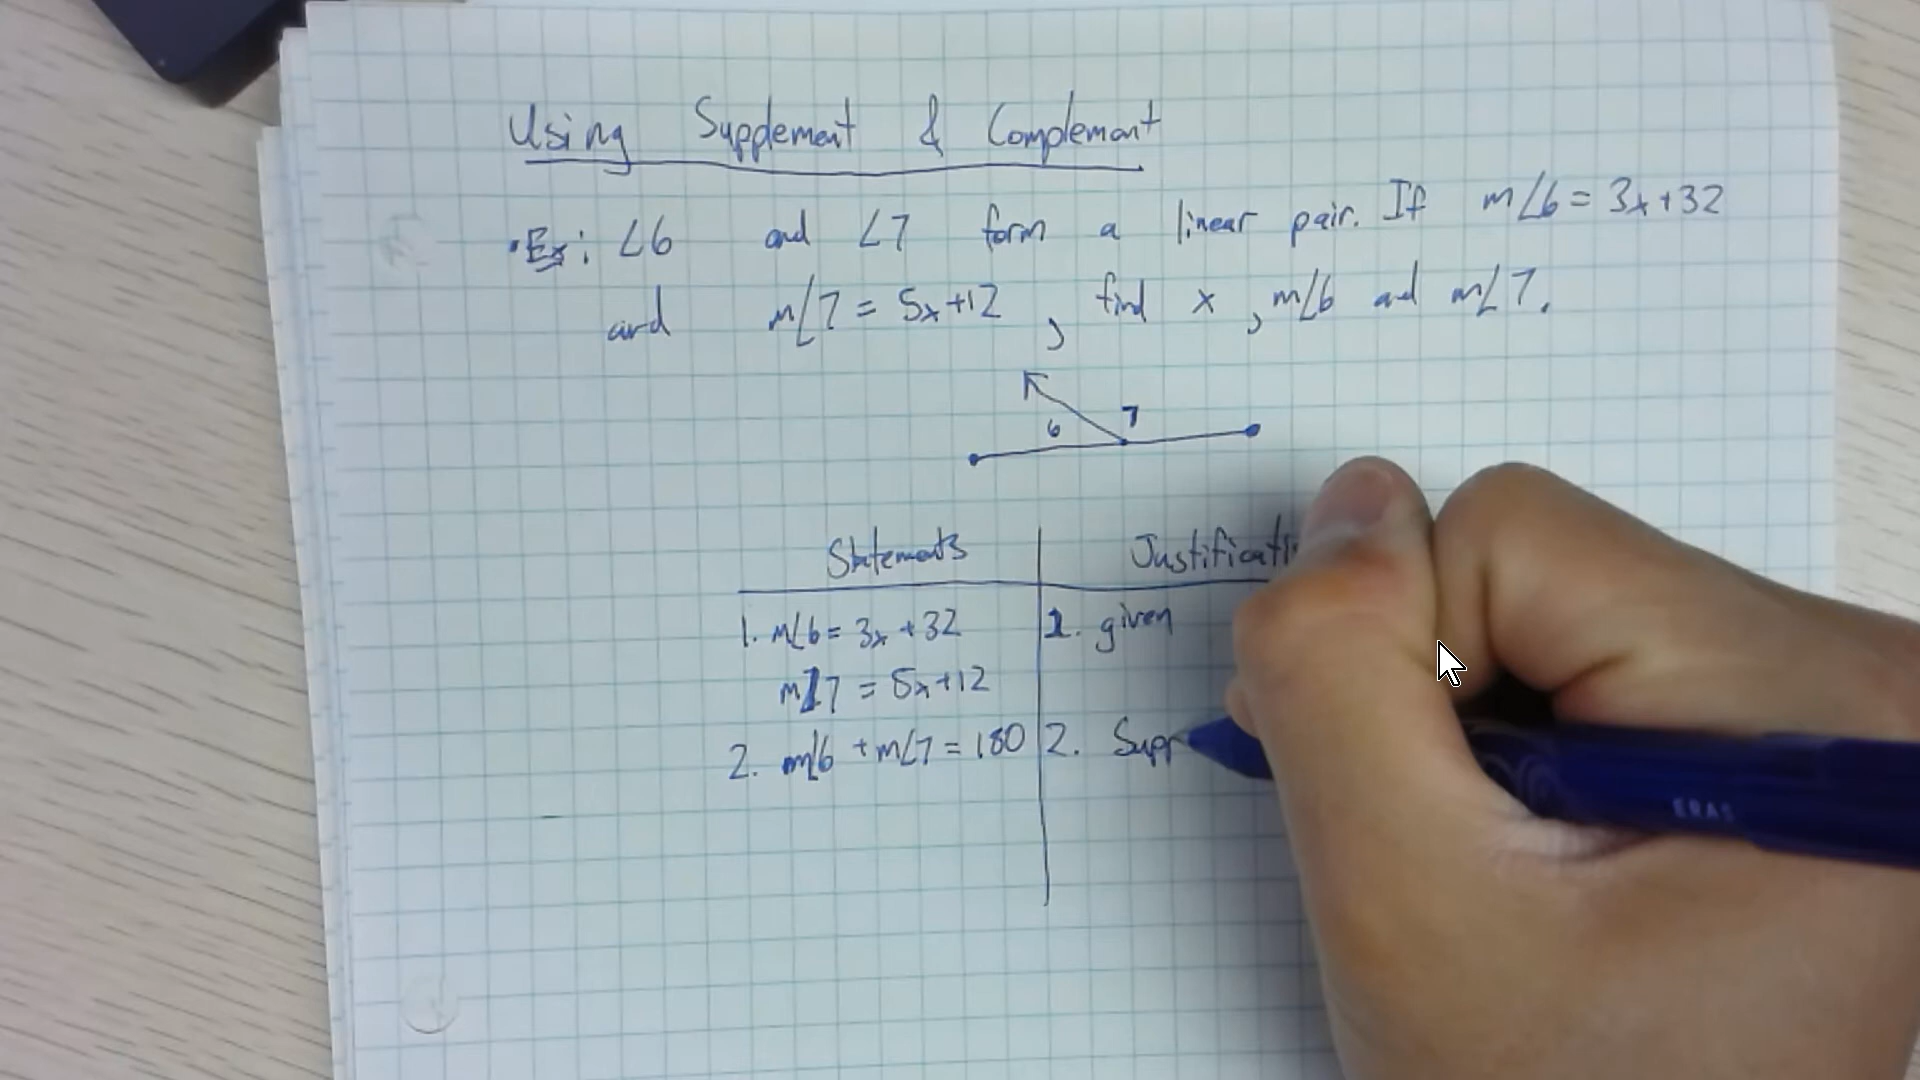 Using Supplement & Complement
• Ex: ∠6 and ∠7 form a linear pair. If m∠6 = 3x+32
and m∠7 = 5x+12 , find x , m∠6 and m∠7.
6 7
Statements Justificati
1. m∠6 = 3x +32 1. given
m∠7 = 5x+12
2. m∠6 + m∠7 = 180 2. Supp
ERAS